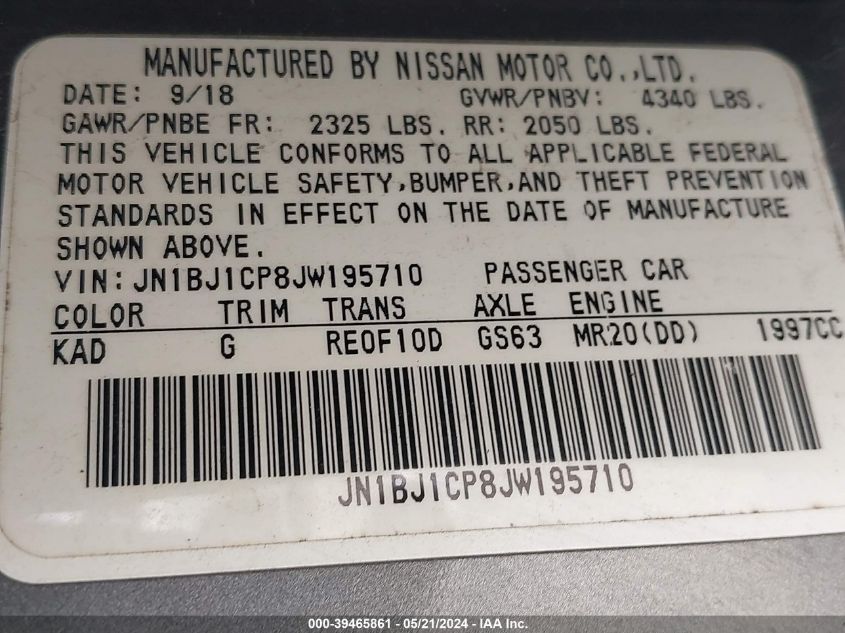 MANUFACTURED BY NISSAN MOTOR CO.,LTD.
DATE: 9/18 GVWR/PNBV: 4340 LBS.
GAWR/PNBE FR: 2325 LBS. RR: 2050 LBS.
THIS VEHICLE CONFORMS TO ALL APPLICABLE FEDERAL
MOTOR VEHICLE SAFETY,BUMPER,AND THEFT PREVENTION
STANDARDS IN EFFECT ON THE DATE OF MANUFACTURE
SHOWN ABOVE.
VIN: JN1BJ1CP8JW195710 PASSENGER CAR
COLOR TRIM TRANS AXLE ENGINE
KAD G RE0F10D GS63 MR20(DD) 1997CC
JN1BJ1CP8JW195710
000-39465861 - 05/21/2024 - IAA Inc.